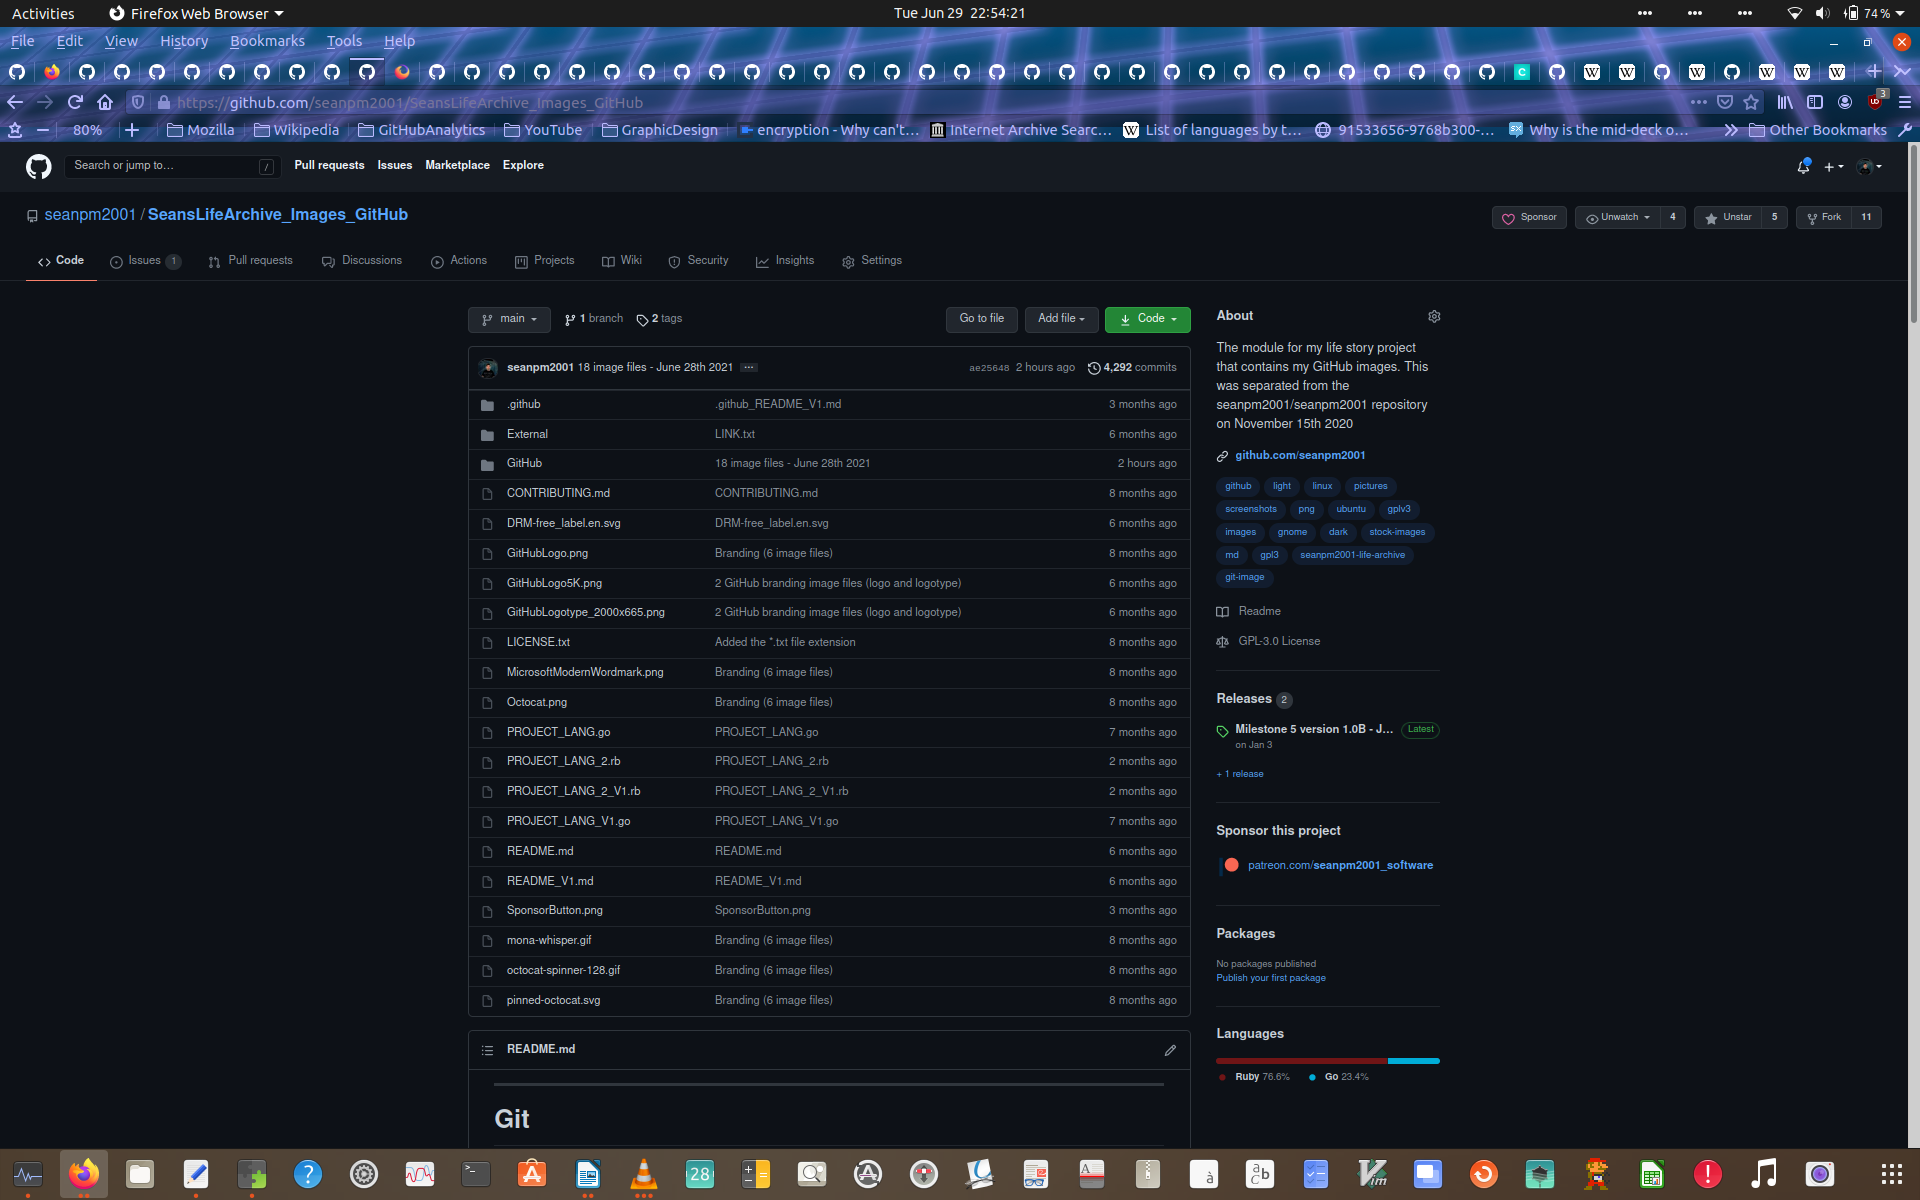 Activities Firefox Web Browser Tue Jun 29 22:54:21 74 %
File Edit View History Bookmarks Tools Help
https://github.com/seanpm2001/SeansLifeArchive_Images_GitHub 3
80% Mozilla Wikipedia GitHubAnalytics YouTube GraphicDesign encryption - Why can't... Internet Archive Searc... List of languages by t... 91533656-9768b300-... Why is the mid-deck o... Other Bookmarks
Search or jump to... / Pull requests Issues Marketplace Explore
seanpm2001 / SeansLifeArchive_Images_GitHub Sponsor Unwatch 4 Unstar 5 Fork 11
Code Issues 1 Pull requests Discussions Actions Projects Wiki Security Insights Settings
main 1 branch 2 tags Go to file Add file Code
seanpm2001 18 image files - June 28th 2021 ... ae25648 2 hours ago 4,292 commits
.github .github_README_V1.md 3 months ago
External LINK.txt 6 months ago
GitHub 18 image files - June 28th 2021 2 hours ago
CONTRIBUTING.md CONTRIBUTING.md 8 months ago
DRM-free_label.en.svg DRM-free_label.en.svg 6 months ago
GitHubLogo.png Branding (6 image files) 8 months ago
GitHubLogo5K.png 2 GitHub branding image files (logo and logotype) 6 months ago
GitHubLogotype_2000x665.png 2 GitHub branding image files (logo and logotype) 6 months ago
LICENSE.txt Added the *.txt file extension 8 months ago
MicrosoftModernWordmark.png Branding (6 image files) 8 months ago
Octocat.png Branding (6 image files) 8 months ago
PROJECT_LANG.go PROJECT_LANG.go 7 months ago
PROJECT_LANG_2.rb PROJECT_LANG_2.rb 2 months ago
PROJECT_LANG_2_V1.rb PROJECT_LANG_2_V1.rb 2 months ago
PROJECT_LANG_V1.go PROJECT_LANG_V1.go 7 months ago
README.md README.md 6 months ago
README_V1.md README_V1.md 6 months ago
SponsorButton.png SponsorButton.png 3 months ago
mona-whisper.gif Branding (6 image files) 8 months ago
octocat-spinner-128.gif Branding (6 image files) 8 months ago
pinned-octocat.svg Branding (6 image files) 8 months ago
README.md
Git
About
The module for my life story project
that contains my GitHub images. This
was separated from the
seanpm2001/seanpm2001 repository
on November 15th 2020
github.com/seanpm2001
github light linux pictures
screenshots png ubuntu gplv3
images gnome dark stock-images
md gpl3 seanpm2001-life-archive
git-image
Readme
GPL-3.0 License
Releases 2
Milestone 5 version 1.0B - J... Latest
on Jan 3
+ 1 release
Sponsor this project
patreon.com/seanpm2001_software
Packages
No packages published
Publish your first package
Languages
Ruby 76.6% Go 23.4%
28